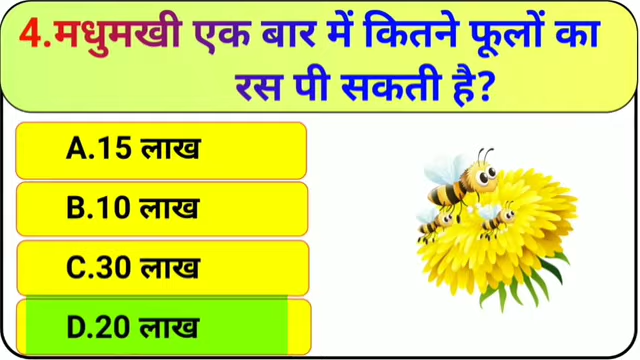 4.मधुमखी एक बार में कितने फूलों का
रस पी सकती है?
A.15 लाख
B.10 लाख
C.30 लाख
D.20 लाख